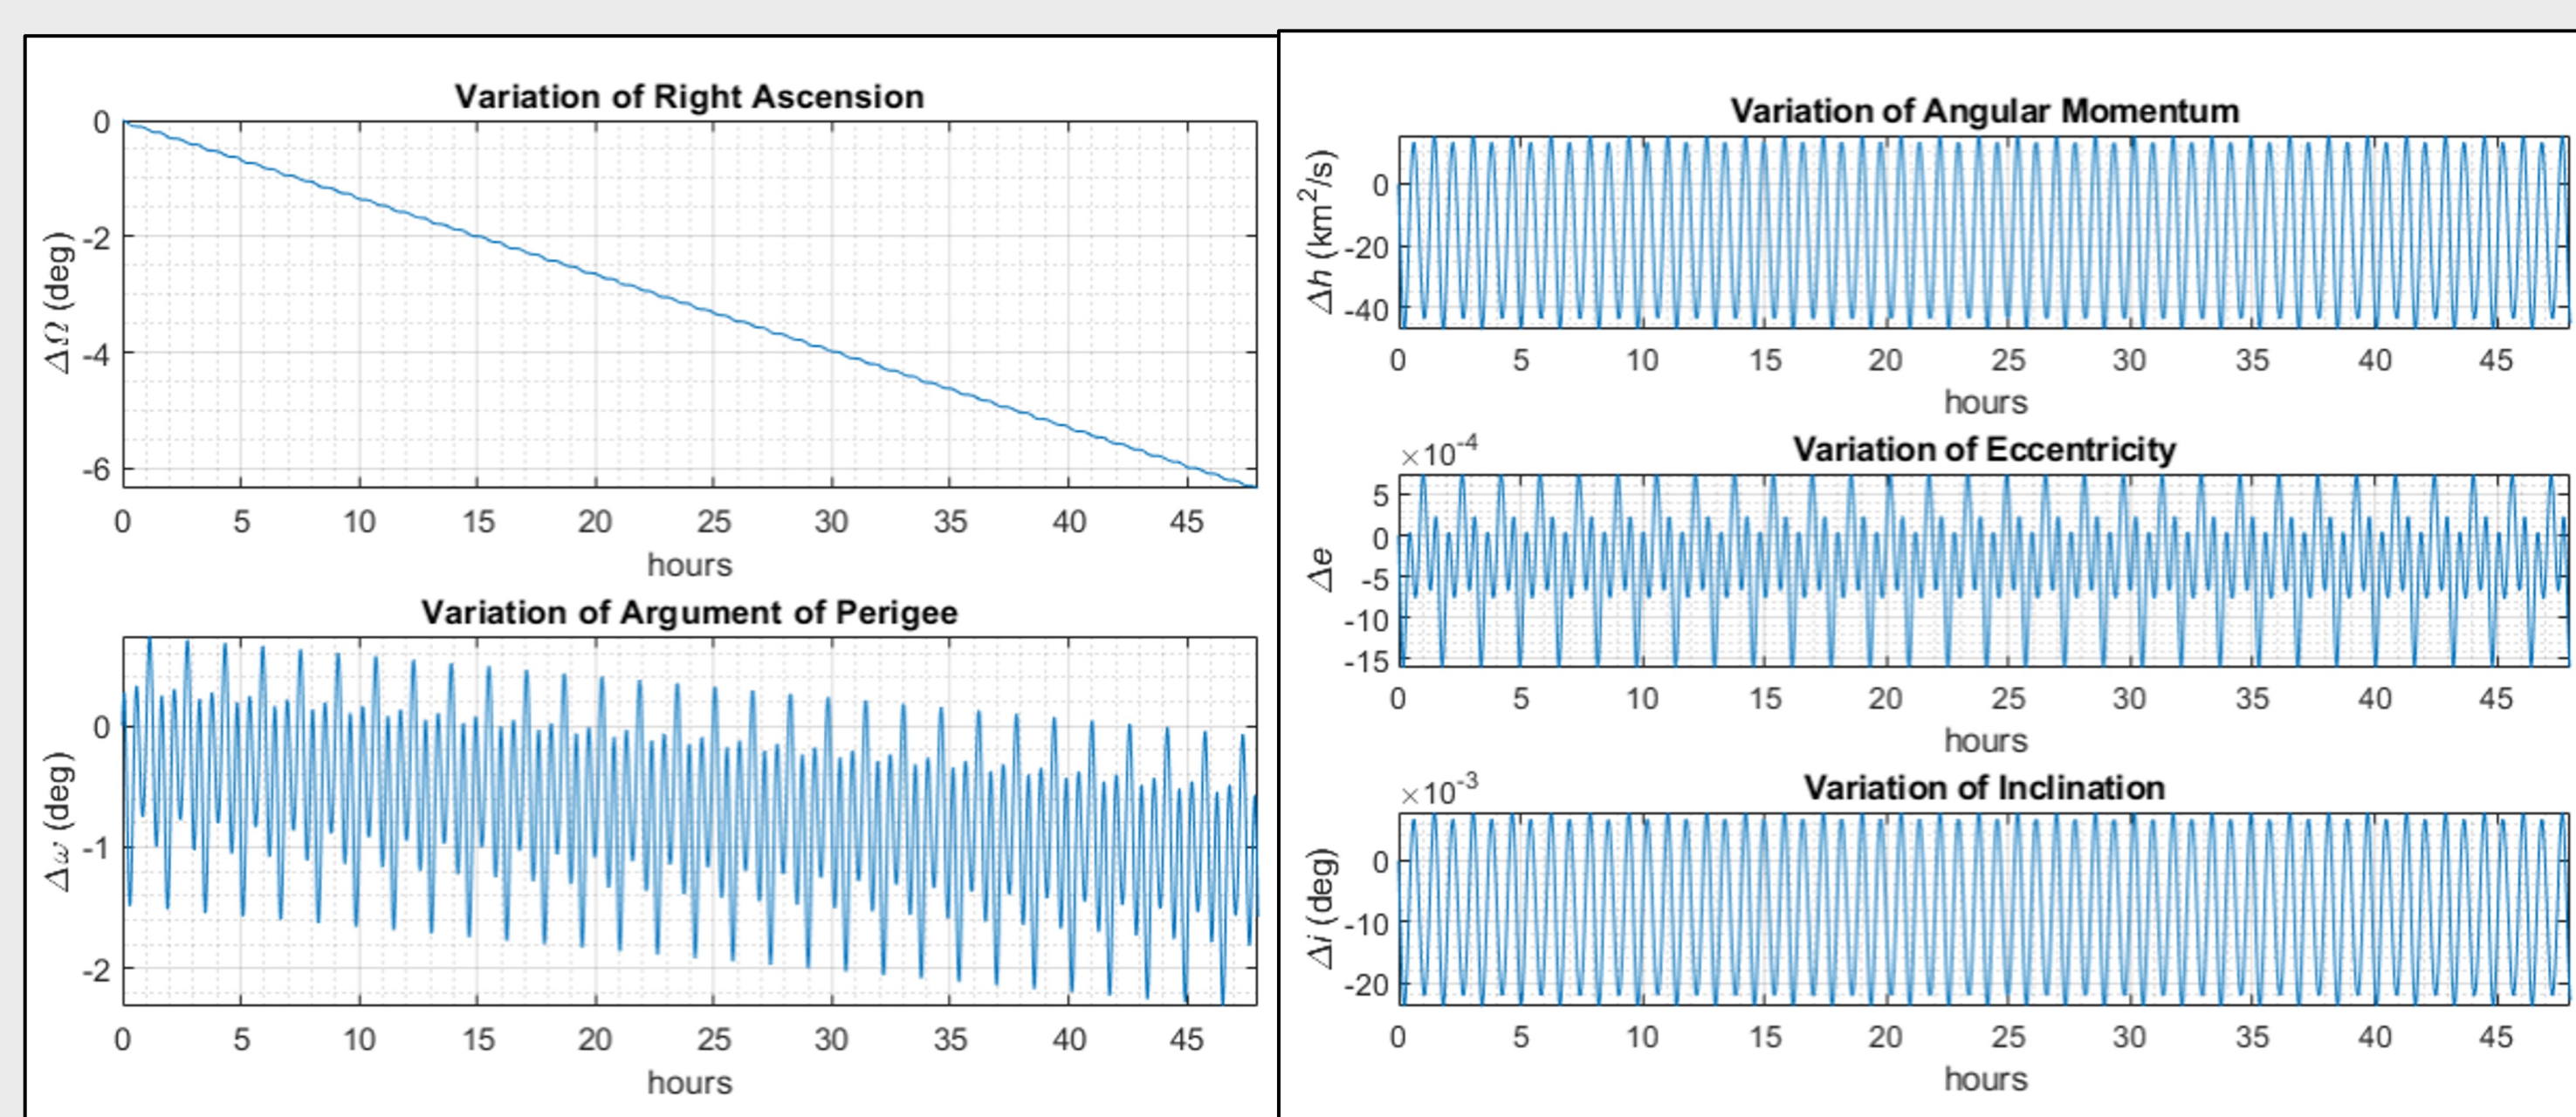 Variation of Right Ascension
0
-2
-4
-6
ΔΩ (deg)
0 5 10 15 20 25 30 35 40 45
hours
Variation of Argument of Perigee
0
-1
-2
Δω (deg)
0 5 10 15 20 25 30 35 40 45
hours
Variation of Angular Momentum
0
-20
-40
Δh (km²/s)
0 5 10 15 20 25 30 35 40 45
hours
×10⁻⁴
Variation of Eccentricity
5
0
-5
-10
-15
Δe
0 5 10 15 20 25 30 35 40 45
hours
×10⁻³
Variation of Inclination
0
-10
-20
Δi (deg)
0 5 10 15 20 25 30 35 40 45
hours